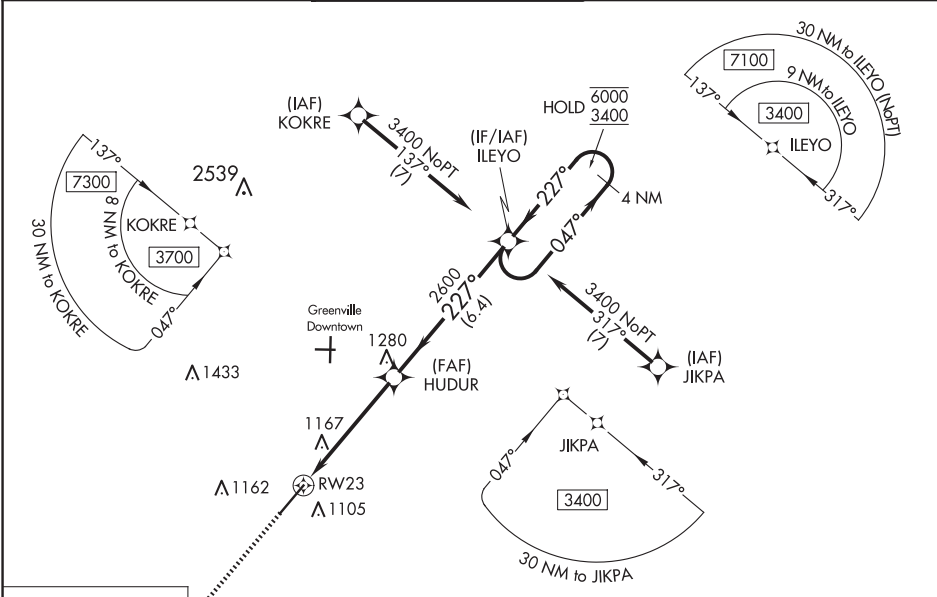 30 NM to ILEYO (NoPT)
7100
9 NM to ILEYO
137°
3400
ILEYO
317°
(IAF)
KOKRE
3400 NoPT
137°
(7)
HOLD
6000
3400
(IF/IAF)
ILEYO
227°
047°
4 NM
137°
7300
2539
8 NM to KOKRE
KOKRE
3700
30 NM to KOKRE
047°
2600
227°
(6.4)
3400 NoPT
317°
(7)
(IAF)
JIKPA
Greenville
Downtown
1280
(FAF)
HUDUR
1433
1167
RW23
1162
1105
JIKPA
047°
317°
3400
30 NM to JIKPA